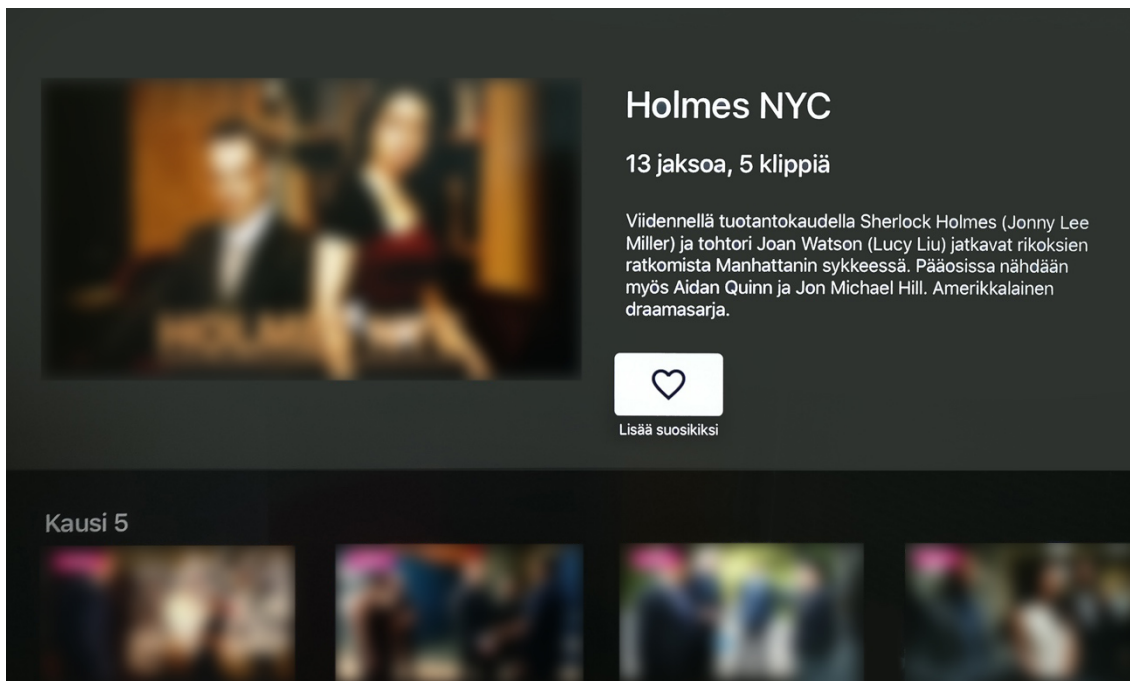 Holmes NYC
13 jaksoa, 5 klippiä
Viidennellä tuotantokaudella Sherlock Holmes (Jonny Lee
Miller) ja tohtori Joan Watson (Lucy Liu) jatkavat rikoksien
ratkomista Manhattanin sykkeessä. Pääosissa nähdään
myös Aidan Quinn ja Jon Michael Hill. Amerikkalainen
draamasarja.
Lisää suosikiksi
Kausi 5